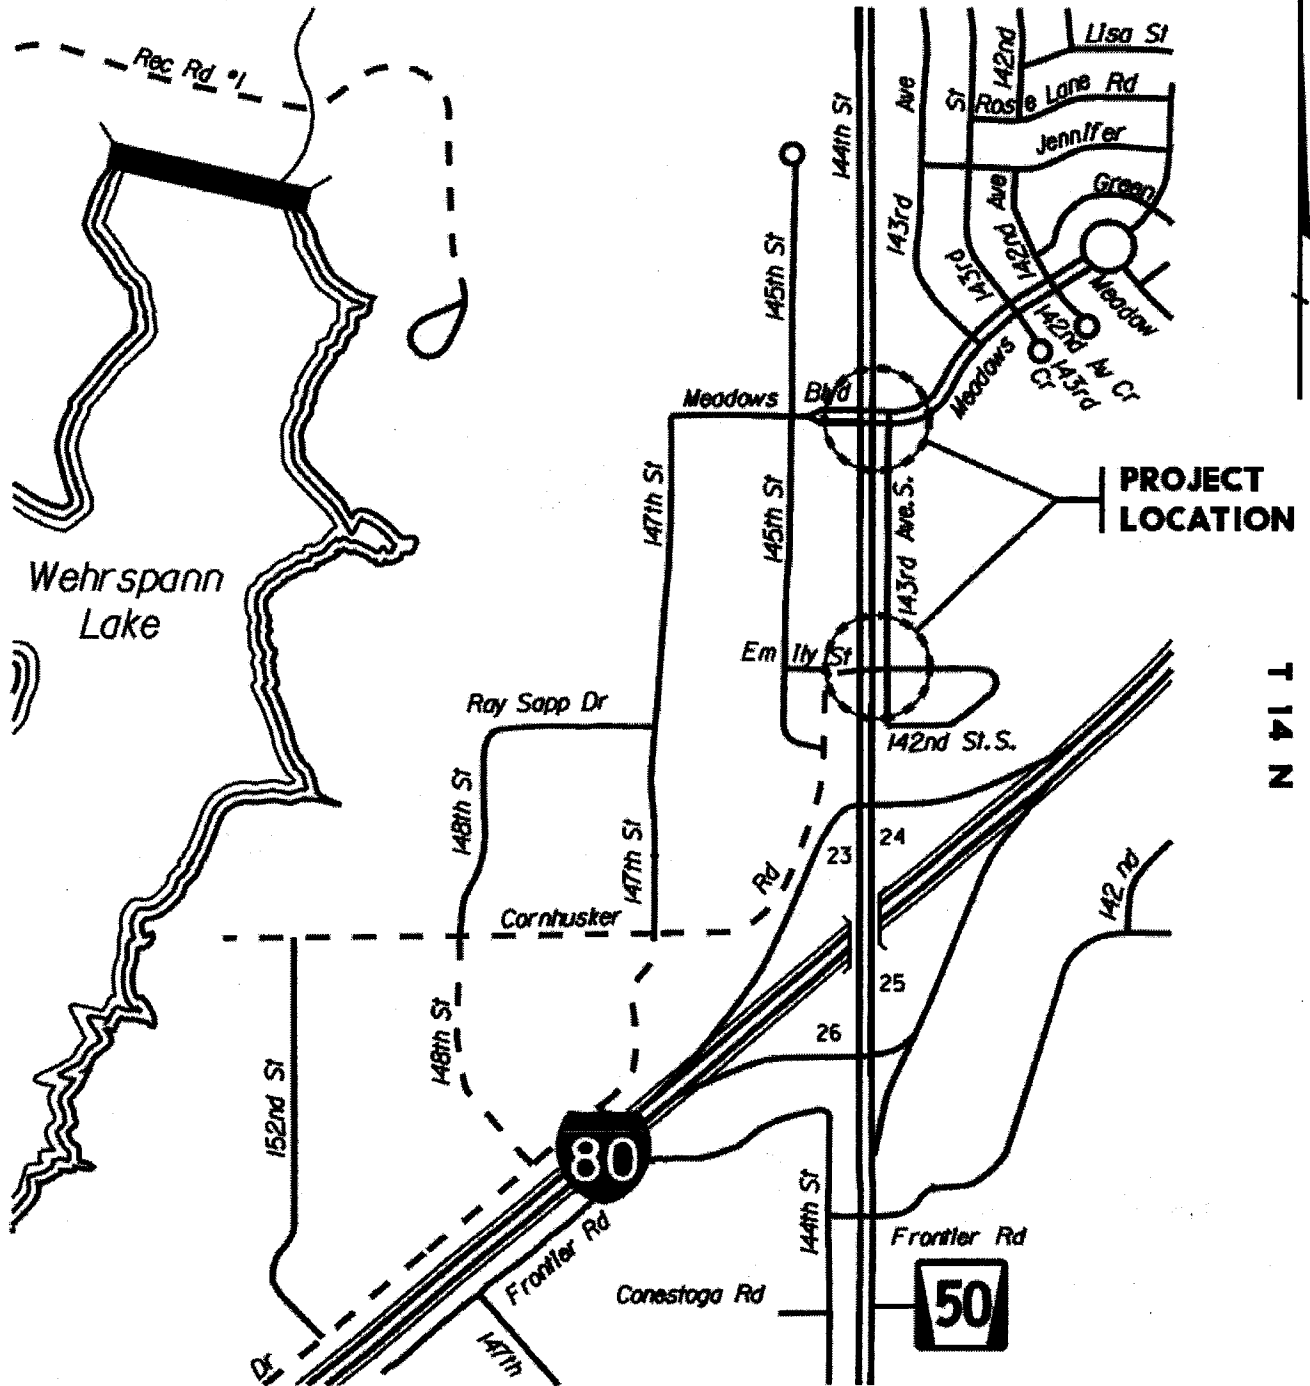 Lisa St
142nd
Rec Rd #1
Rosie Lane Rd
Ave
St
144th St
Jennifer
Green
Ave
142nd
143rd
143rd
145th St
Meadow
142nd Av Cr
143rd
Cr
Meadows
Meadows Blvd
PROJECT
LOCATION
147th St
145th St
143rd Ave. S.
Wehrspann
Lake
Emily St
T 14 N
Ray Sapp Dr
142nd St. S.
148th St
147th St
24
23
Rd
142 nd
Cornhusker
25
26
148th St
152nd St
80
144th St
Frontier Rd
Frontier Rd
Conestoga Rd
50
147th
Dr